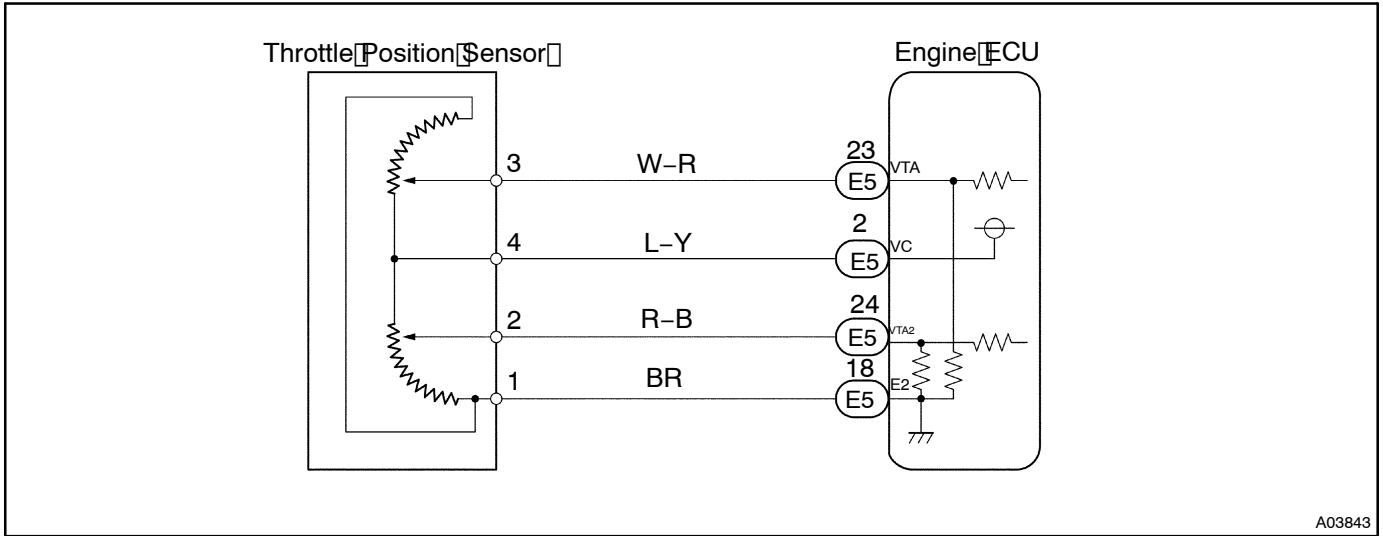 Throttle Position Sensor
Engine ECU
3 W–R 23 E5 VTA
4 L–Y 2 E5 VC
2 R–B 24 E5 VTA2
1 BR 18 E5 E2
A03843